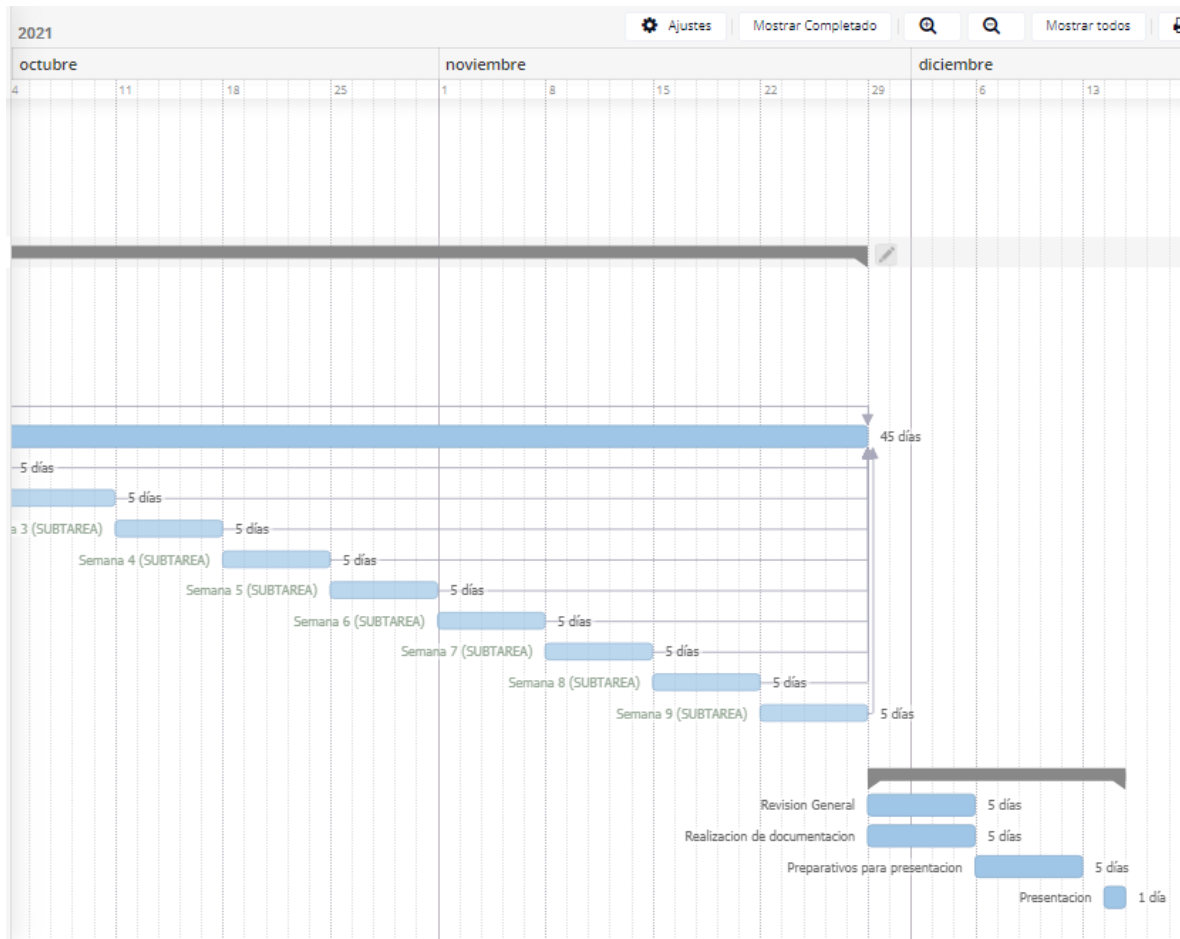 2021
Ajustes
Mostrar Completado
Mostrar todos
octubre
noviembre
diciembre
4 11 18 25 1 8 15 22 29 6 13
45 días
5 días
5 días
a 3 (SUBTAREA) 5 días
Semana 4 (SUBTAREA) 5 días
Semana 5 (SUBTAREA) 5 días
Semana 6 (SUBTAREA) 5 días
Semana 7 (SUBTAREA) 5 días
Semana 8 (SUBTAREA) 5 días
Semana 9 (SUBTAREA) 5 días
Revision General 5 días
Realizacion de documentacion 5 días
Preparativos para presentacion 5 días
Presentacion 1 día